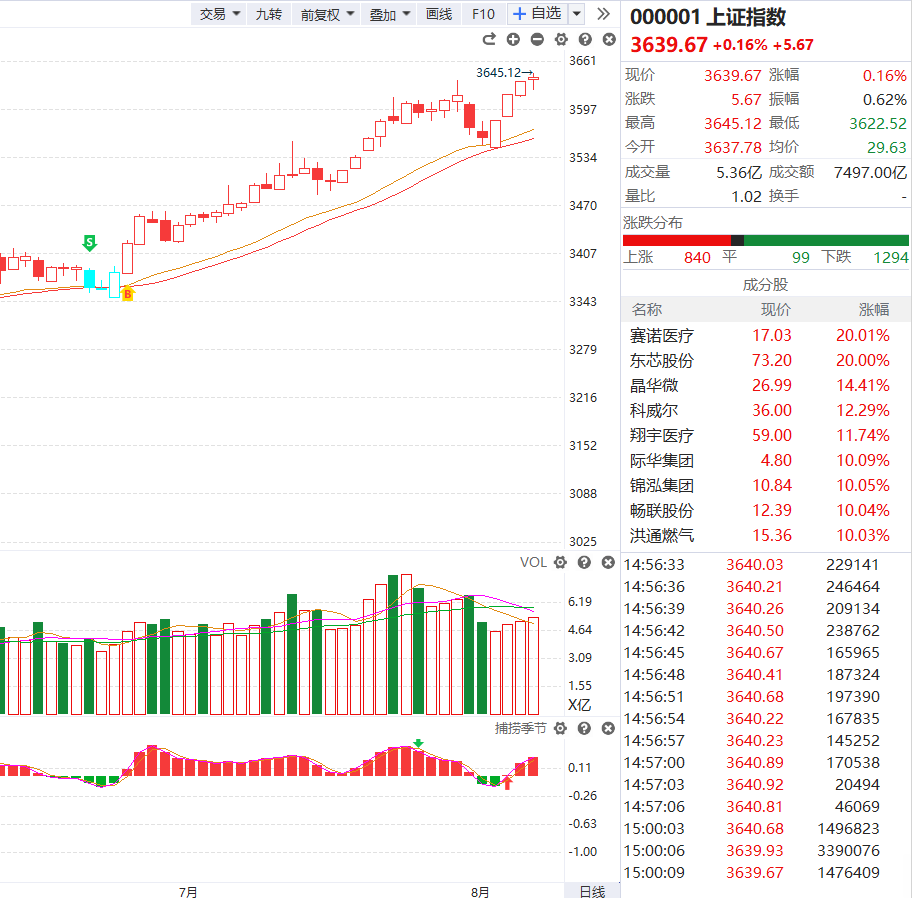 交易 九转 前复权 叠加 画线 F10 + 自选
3645.12
S
B
3661
3597
3534
3470
3407
3343
3279
3216
3152
3088
3025
VOL
6.19
4.64
3.09
1.55
X亿
捕捞季节
0.11
-0.26
-0.63
-1.00
7月 8月 日线
000001 上证指数
3639.67 +0.16% +5.67
现价 3639.67 涨幅 0.16%
涨跌 5.67 振幅 0.62%
最高 3645.12 最低 3622.52
今开 3637.78 均价 29.63
成交量 5.36亿 成交额 7497.00亿
量比 1.02 换手 -
涨跌分布
上涨 840 平 99 下跌 1294
成分股
名称 现价 涨幅
赛诺医疗 17.03 20.01%
东芯股份 73.20 20.00%
晶华微 26.99 14.41%
科威尔 36.00 12.29%
翔宇医疗 59.00 11.74%
际华集团 4.80 10.09%
锦泓集团 10.84 10.05%
畅联股份 12.39 10.04%
洪通燃气 15.36 10.03%
14:56:33 3640.03 229141
14:56:36 3640.21 246464
14:56:39 3640.26 209134
14:56:42 3640.50 238762
14:56:45 3640.67 165965
14:56:48 3640.41 187324
14:56:51 3640.68 197390
14:56:54 3640.22 167835
14:56:57 3640.23 145252
14:57:00 3640.89 170538
14:57:03 3640.92 20494
14:57:06 3640.81 46069
15:00:03 3640.68 1496823
15:00:06 3639.93 3390076
15:00:09 3639.67 1476409